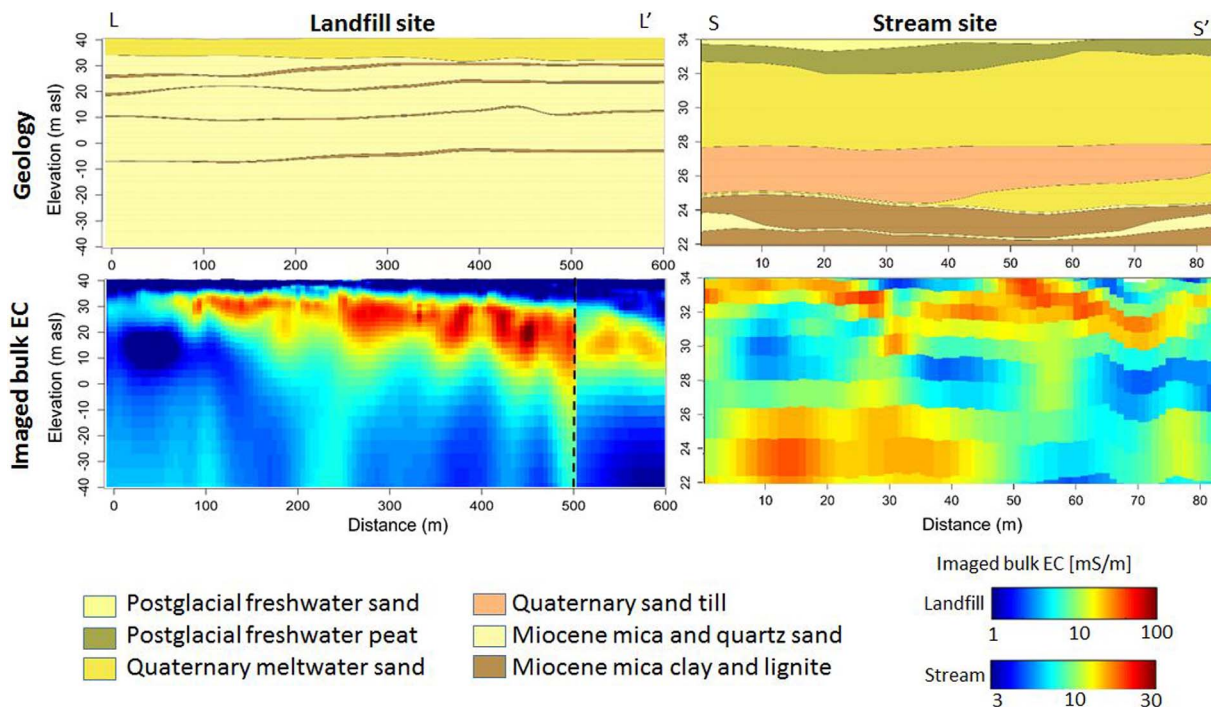 L Landfill site L’
S Stream site S’
Geology
Elevation (m asl)
40
30
20
10
0
-10
-20
-30
-40
0 100 200 300 400 500 600
34
32
30
28
26
24
22
10 20 30 40 50 60 70 80
Imaged bulk EC
Elevation (m asl)
40
30
20
10
0
-10
-20
-30
-40
0 100 200 300 400 500 600
Distance (m)
34
32
30
28
26
24
22
10 20 30 40 50 60 70 80
Distance (m)
Postglacial freshwater sand
Postglacial freshwater peat
Quaternary meltwater sand
Quaternary sand till
Miocene mica and quartz sand
Miocene mica clay and lignite
Imaged bulk EC [mS/m]
Landfill
1 10 100
Stream
3 10 30